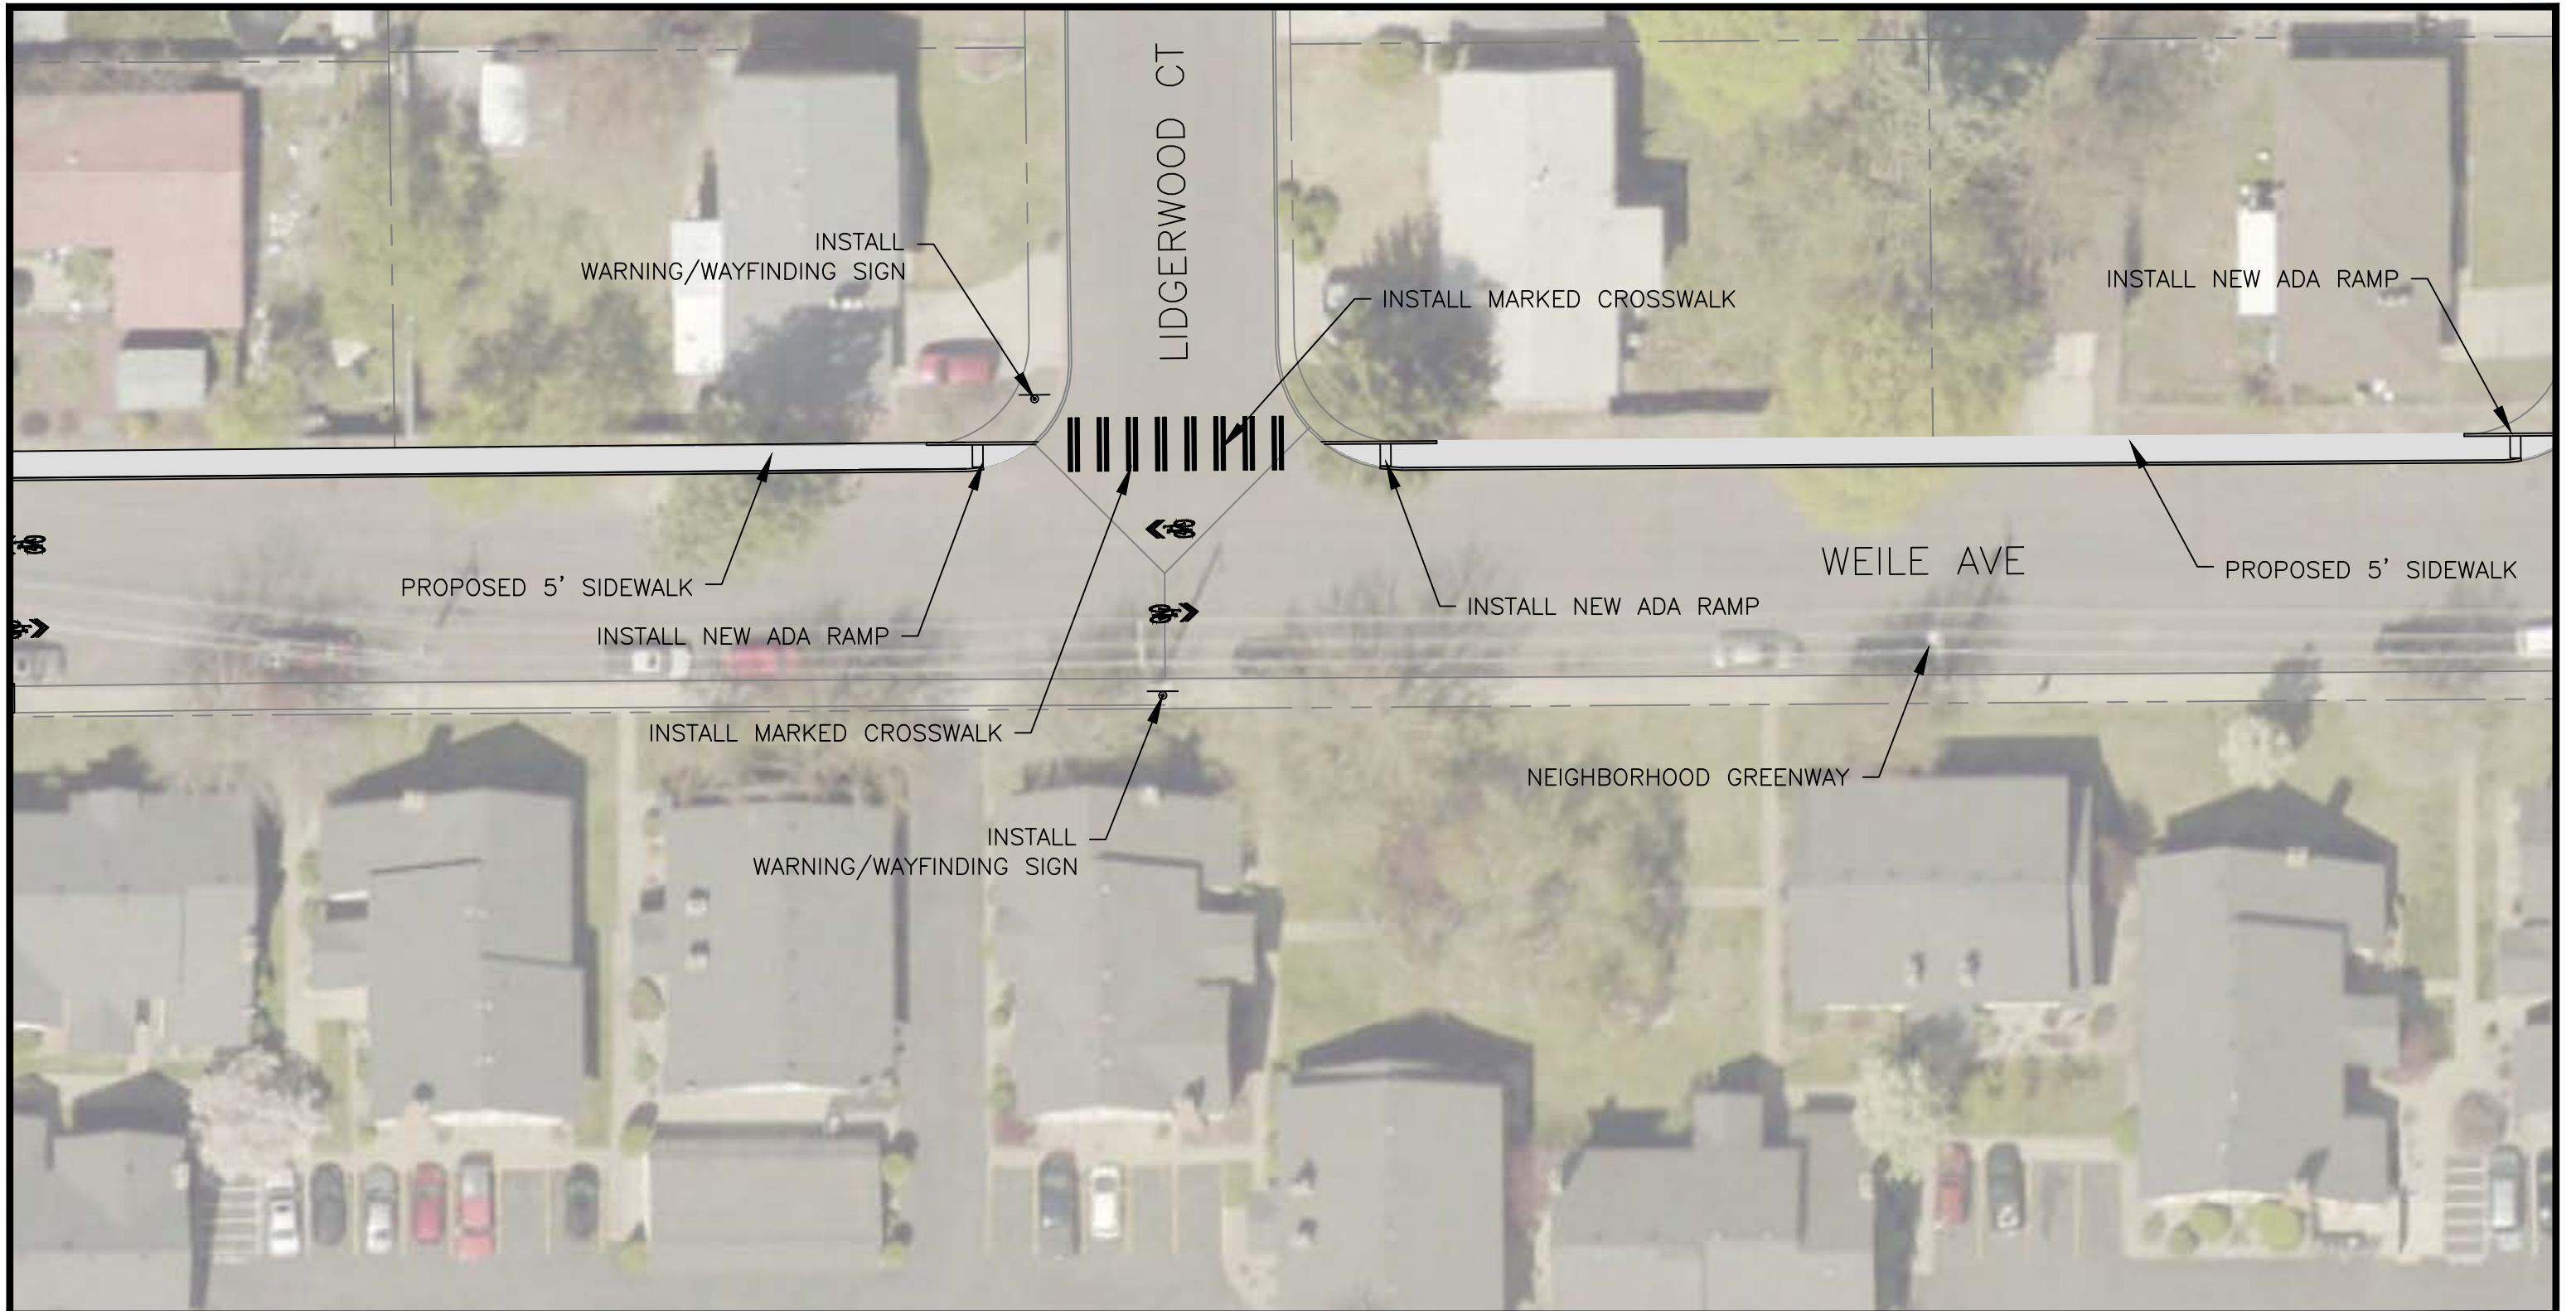 LIDGERWOOD CT
INSTALL
WARNING/WAYFINDING SIGN
INSTALL MARKED CROSSWALK
INSTALL NEW ADA RAMP
WEILE AVE
PROPOSED 5' SIDEWALK
PROPOSED 5' SIDEWALK
INSTALL NEW ADA RAMP
INSTALL NEW ADA RAMP
INSTALL MARKED CROSSWALK
NEIGHBORHOOD GREENWAY
INSTALL
WARNING/WAYFINDING SIGN